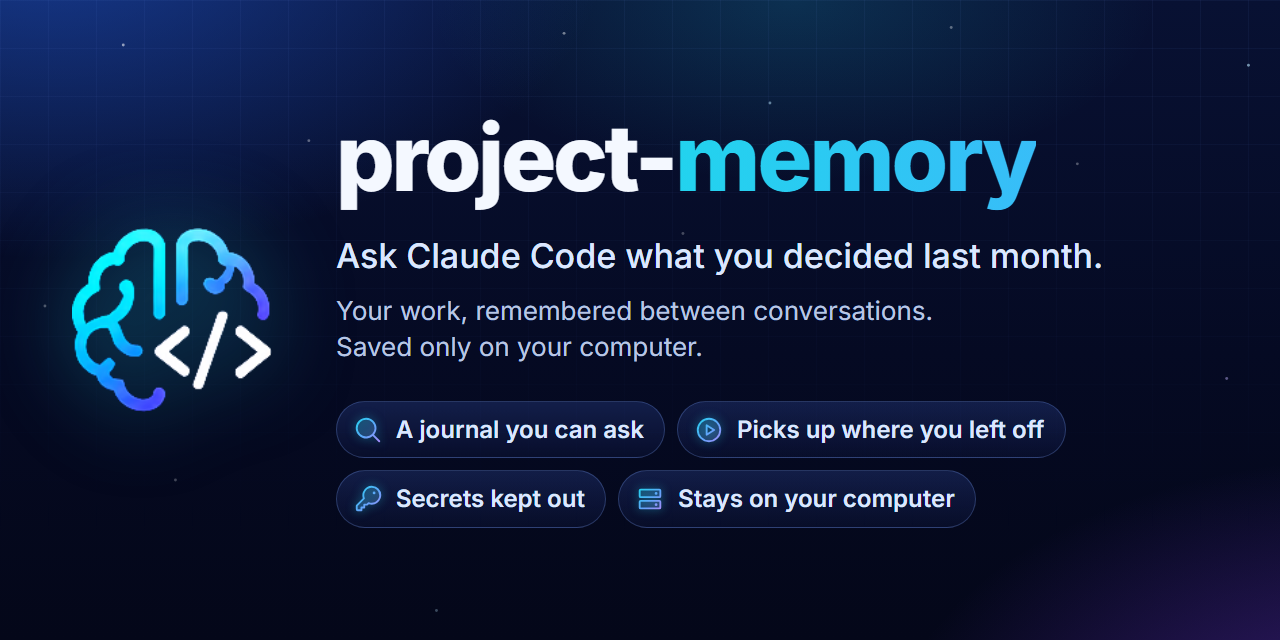 project-memory
Ask Claude Code what you decided last month.
Your work, remembered between conversations.
Saved only on your computer.
A journal you can ask
Picks up where you left off
Secrets kept out
Stays on your computer